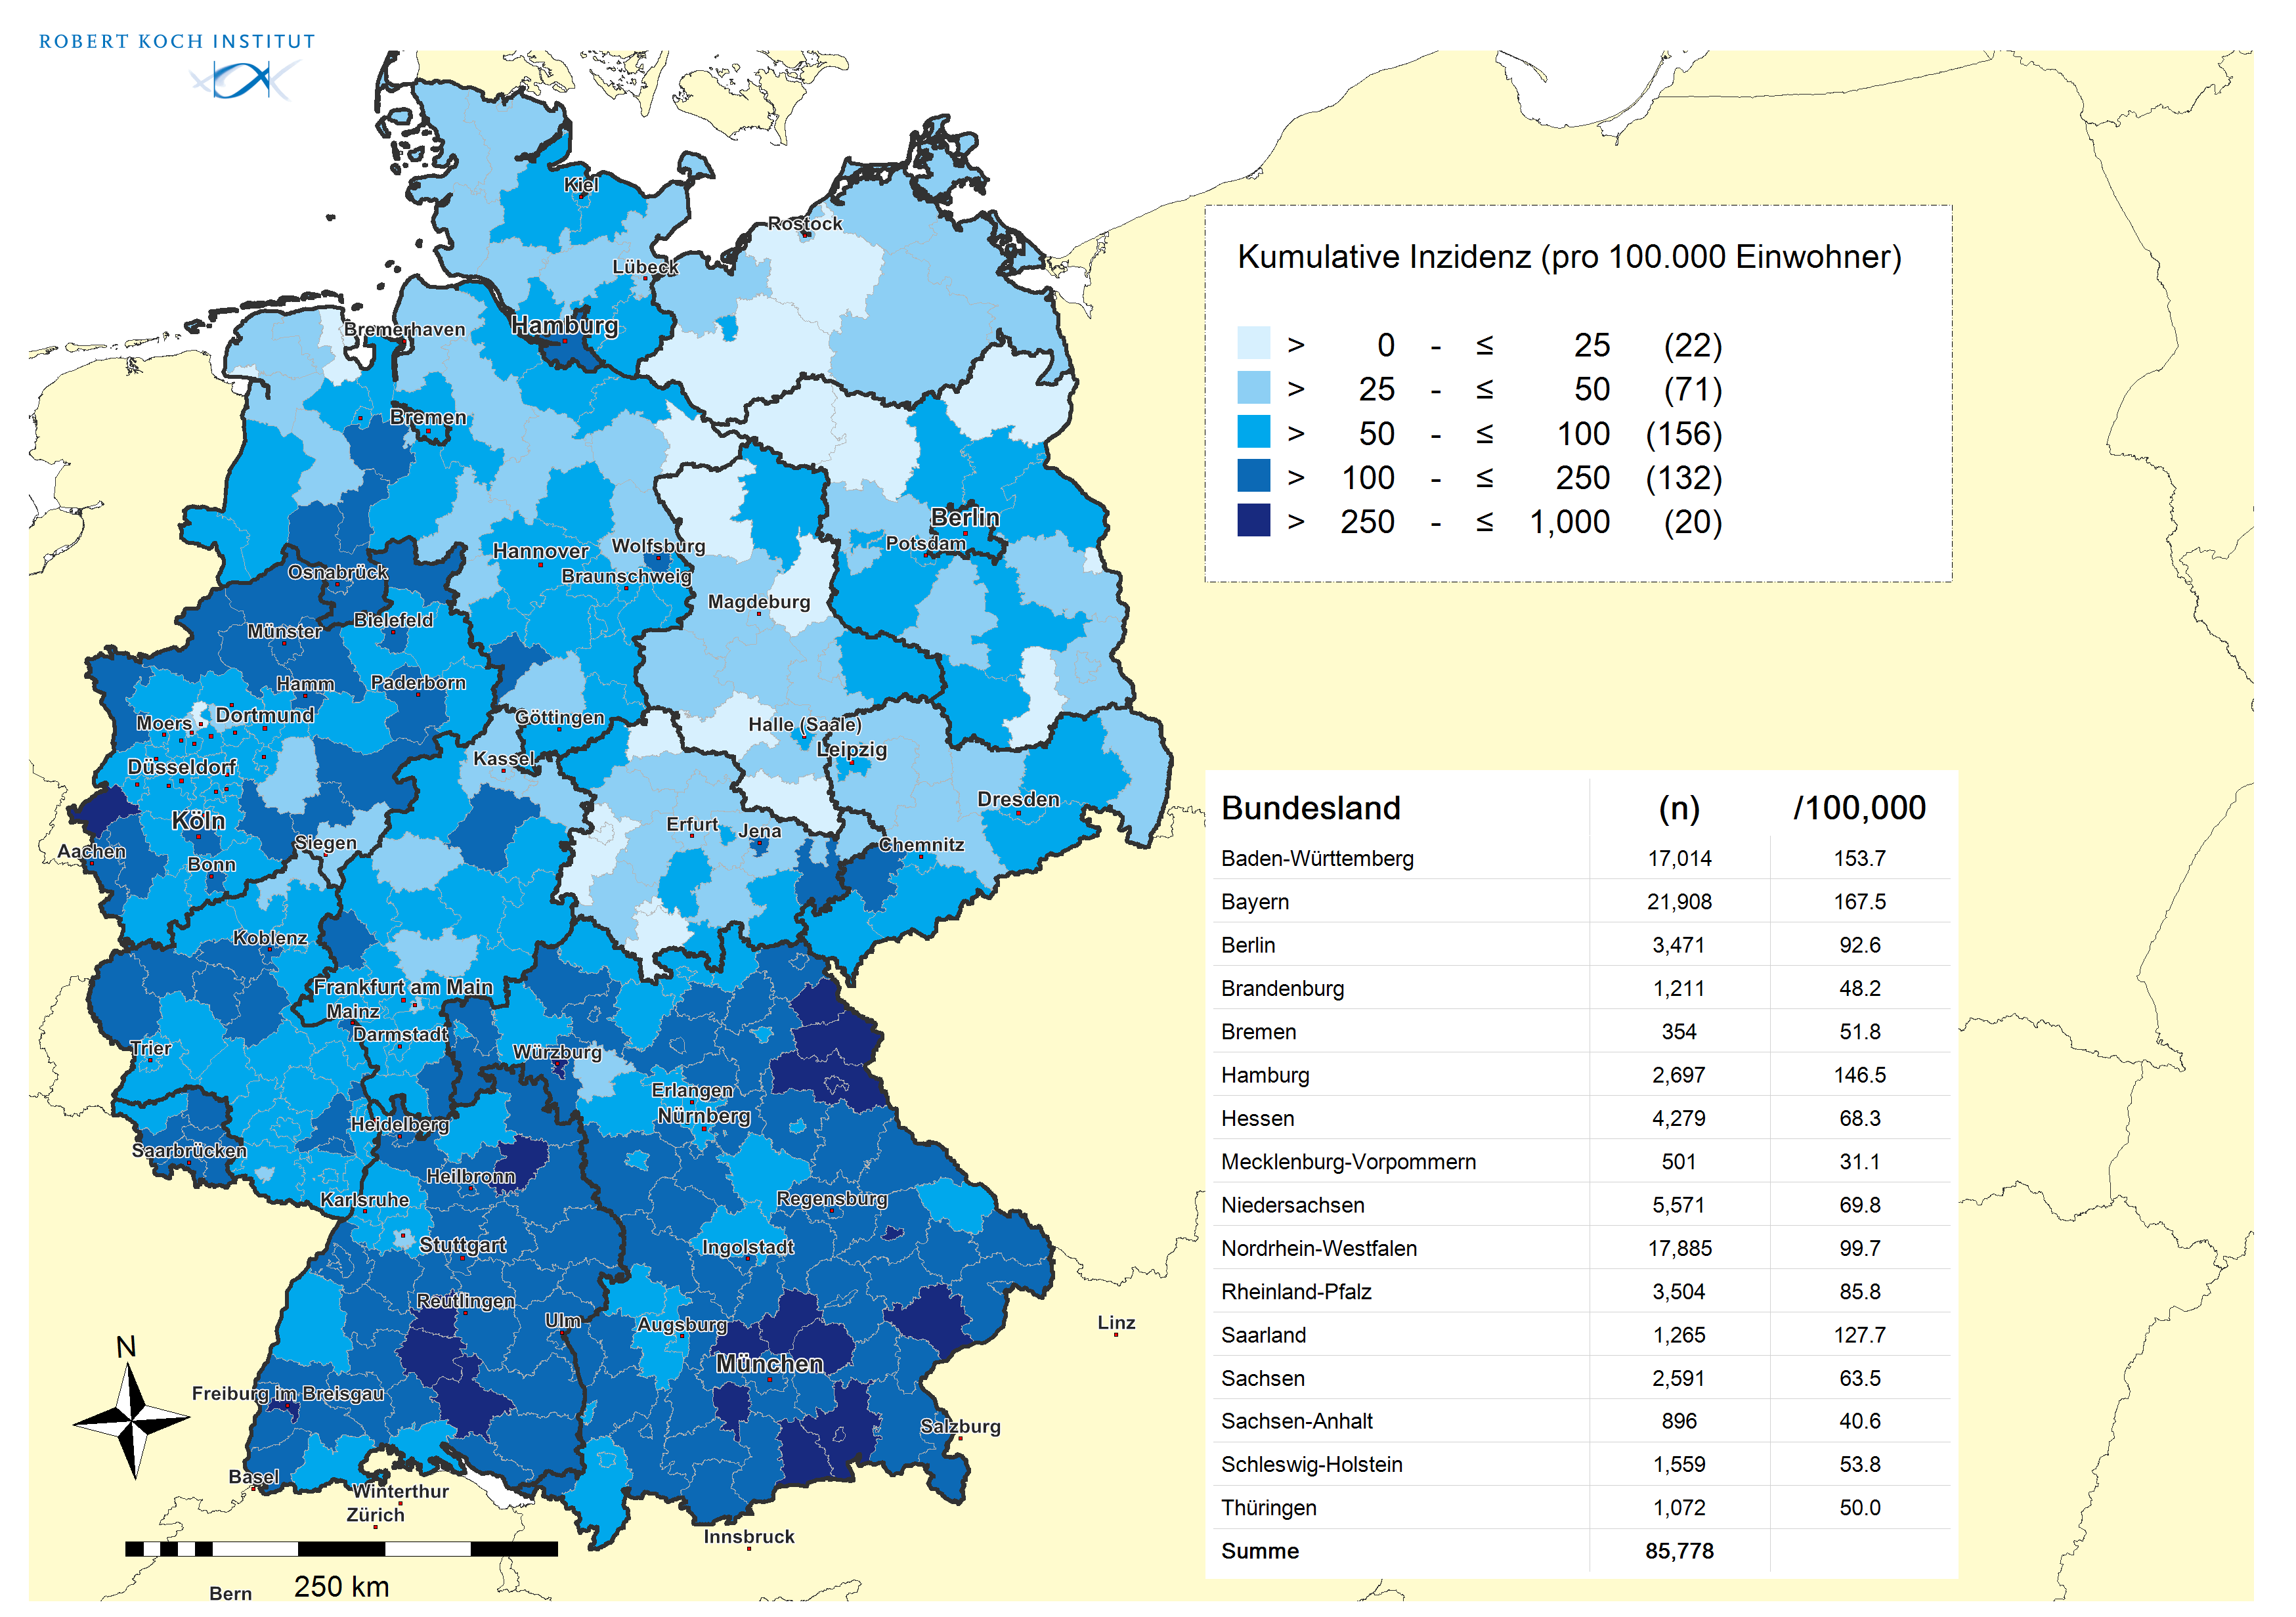 ROBERT KOCH INSTITUT
Kiel
Rostock
Lübeck
Bremerhaven
Hamburg
Bremen
Berlin
Potsdam
Hannover
Wolfsburg
Osnabrück
Braunschweig
Magdeburg
Bielefeld
Münster
Hamm
Paderborn
Moers
Dortmund
Göttingen
Halle (Saale)
Leipzig
Kassel
Düsseldorf
Dresden
Köln
Erfurt
Jena
Siegen
Chemnitz
Aachen
Bonn
Koblenz
Frankfurt am Main
Mainz
Darmstadt
Trier
Würzburg
Erlangen
Nürnberg
Heidelberg
Saarbrücken
Heilbronn
Karlsruhe
Regensburg
Stuttgart
Ingolstadt
Reutlingen
Ulm
Augsburg
Linz
München
Freiburg im Breisgau
Salzburg
Basel
Winterthur
Zürich
Innsbruck
Bern
N
250 km
Kumulative Inzidenz (pro 100.000 Einwohner)
> 0 - ≤ 25 (22)
> 25 - ≤ 50 (71)
> 50 - ≤ 100 (156)
> 100 - ≤ 250 (132)
> 250 - ≤ 1,000 (20)
Bundesland (n) /100,000
Baden-Württemberg 17,014 153.7
Bayern 21,908 167.5
Berlin 3,471 92.6
Brandenburg 1,211 48.2
Bremen 354 51.8
Hamburg 2,697 146.5
Hessen 4,279 68.3
Mecklenburg-Vorpommern 501 31.1
Niedersachsen 5,571 69.8
Nordrhein-Westfalen 17,885 99.7
Rheinland-Pfalz 3,504 85.8
Saarland 1,265 127.7
Sachsen 2,591 63.5
Sachsen-Anhalt 896 40.6
Schleswig-Holstein 1,559 53.8
Thüringen 1,072 50.0
Summe 85,778